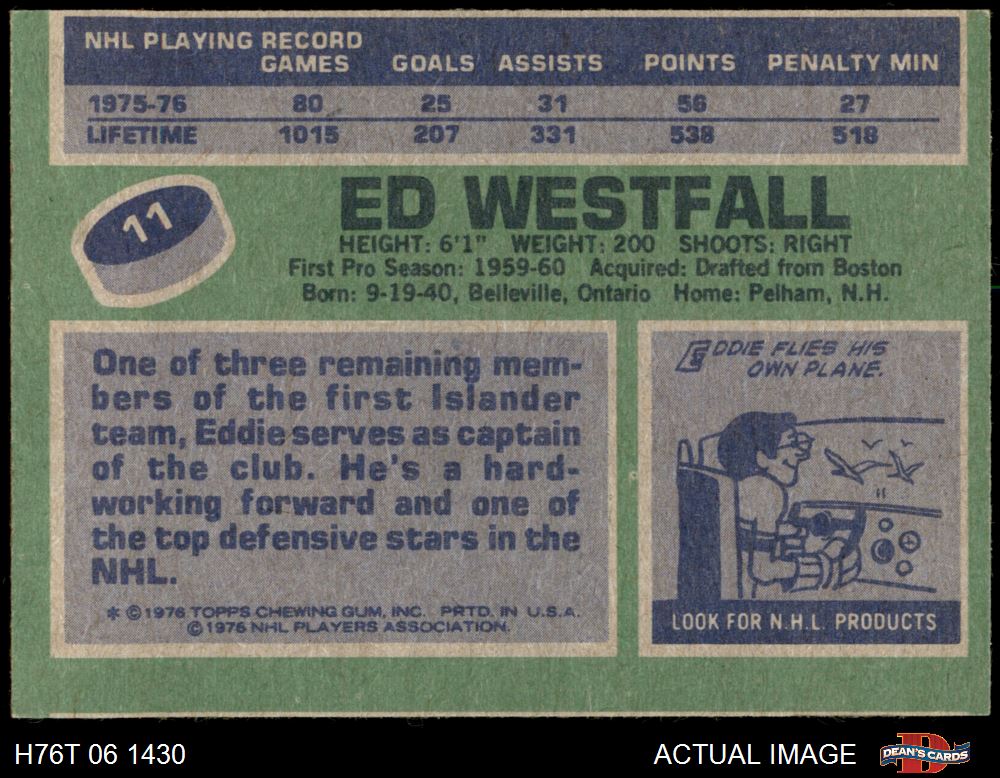 NHL PLAYING RECORD
GAMES GOALS ASSISTS POINTS PENALTY MIN
1975-76 80 25 31 56 27
LIFETIME 1015 207 331 538 518
11
ED WESTFALL
HEIGHT: 6'1" WEIGHT: 200 SHOOTS: RIGHT
First Pro Season: 1959-60 Acquired: Drafted from Boston
Born: 9-19-40, Belleville, Ontario Home: Pelham, N.H.
One of three remaining mem-
bers of the first Islander
team, Eddie serves as captain
of the club. He's a hard-
working forward and one of
the top defensive stars in the
NHL.
* ©1976 TOPPS CHEWING GUM, INC. PRTD. IN U.S.A.
©1976 NHL PLAYERS ASSOCIATION.
EDDIE FLIES HIS
OWN PLANE.
LOOK FOR N.H.L. PRODUCTS
H76T 06 1430
ACTUAL IMAGE
DEAN'S CARDS